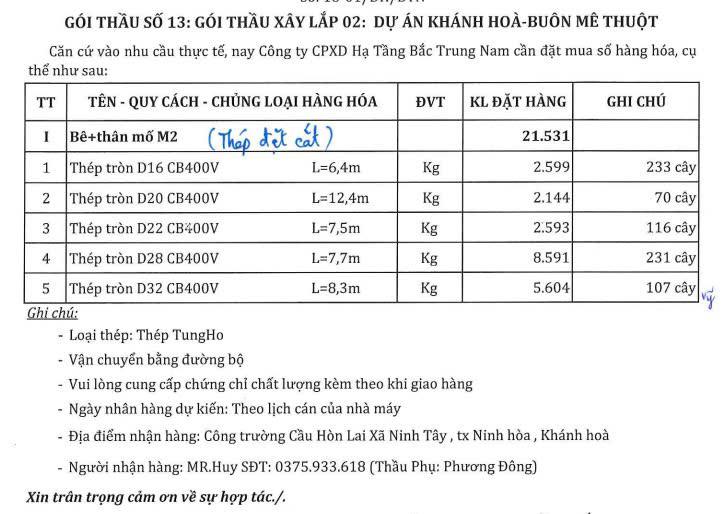 GÓI THẦU SỐ 13: GÓI THẦU XÂY LẮP 02: DỰ ÁN KHÁNH HOÀ-BUÔN MÊ THUỘT
Căn cứ vào nhu cầu thực tế, nay Công ty CPXD Hạ Tầng Bắc Trung Nam cần đặt mua số hàng hóa, cụ
thể như sau:
TT TÊN - QUY CÁCH - CHỦNG LOẠI HÀNG HÓA ĐVT KL ĐẶT HÀNG GHI CHÚ
I Bê+thân mố M2 (Thép đặt cắt) 21.531
1 Thép tròn D16 CB400V L=6,4m Kg 2.599 233 cây
2 Thép tròn D20 CB400V L=12,4m Kg 2.144 70 cây
3 Thép tròn D22 CB400V L=7,5m Kg 2.593 116 cây
4 Thép tròn D28 CB400V L=7,7m Kg 8.591 231 cây
5 Thép tròn D32 CB400V L=8,3m Kg 5.604 107 cây
Ghi chú:
- Loại thép: Thép TungHo
- Vận chuyển bằng đường bộ
- Vui lòng cung cấp chứng chỉ chất lượng kèm theo khi giao hàng
- Ngày nhân hàng dự kiến: Theo lịch cán của nhà máy
- Địa điểm nhận hàng: Công trường Cầu Hòn Lai Xã Ninh Tây , tx Ninh hòa , Khánh hoà
- Người nhận hàng: MR.Huy SĐT: 0375.933.618 (Thầu Phụ: Phương Đông)
Xin trân trọng cảm ơn về sự hợp tác./.